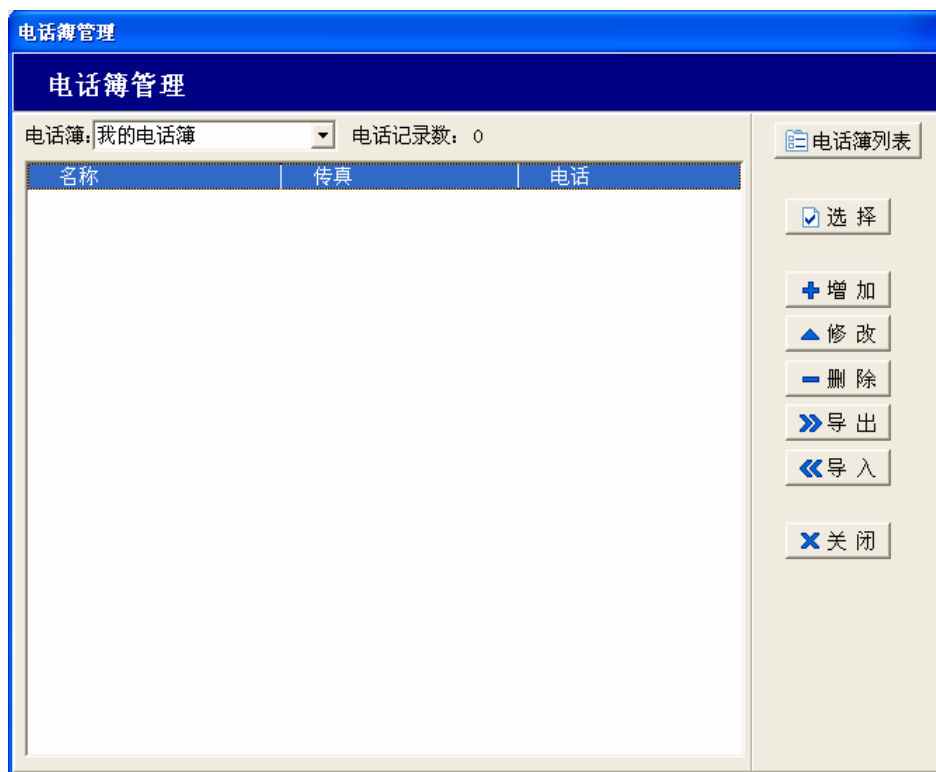 电话簿管理
电话簿管理
电话簿:我的电话簿 电话记录数: 0
名称 传真 电话
电话簿列表
选 择
增 加
修 改
删 除
导 出
导 入
关 闭